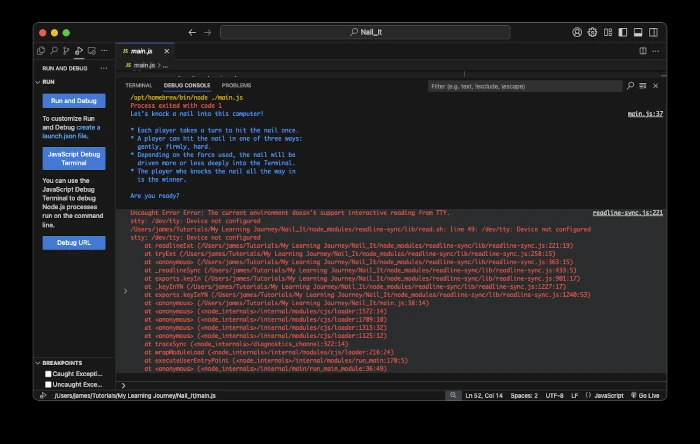 Nail_It
JS main.js
RUN AND DEBUG
JS main.js > ...
RUN
TERMINAL DEBUG CONSOLE PROBLEMS
Filter (e.g. text, !exclude, \escape)
Run and Debug
To customize Run
and Debug create a
launch.json file.
JavaScript Debug
Terminal
You can use the
JavaScript Debug
Terminal to debug
Node.js processes
run on the command
line.
Debug URL
/opt/homebrew/bin/node ./main.js
Process exited with code 1
Let's knock a nail into this computer! main.js:37
* Each player takes a turn to hit the nail once.
* A player can hit the nail in one of three ways:
gently, firmly, hard.
* Depending on the force used, the nail will be
driven more or less deeply into the Terminal.
* The player who knocks the nail all the way in
is the winner.
Are you ready?
Uncaught Error Error: The current environment doesn't support interactive reading from TTY. readline-sync.js:221
stty: /dev/tty: Device not configured
/Users/james/Tutorials/My Learning Journey/Nail_It/node_modules/readline-sync/lib/read.sh: line 49: /dev/tty: Device not configured
stty: /dev/tty: Device not configured
at readlineExt (/Users/james/Tutorials/My Learning Journey/Nail_It/node_modules/readline-sync/lib/readline-sync.js:221:19)
at tryExt (/Users/james/Tutorials/My Learning Journey/Nail_It/node_modules/readline-sync/lib/readline-sync.js:258:15)
at <anonymous> (/Users/james/Tutorials/My Learning Journey/Nail_It/node_modules/readline-sync/lib/readline-sync.js:363:15)
at _readlineSync (/Users/james/Tutorials/My Learning Journey/Nail_It/node_modules/readline-sync/lib/readline-sync.js:433:5)
at exports.keyIn (/Users/james/Tutorials/My Learning Journey/Nail_It/node_modules/readline-sync/lib/readline-sync.js:901:17)
at _keyInYN (/Users/james/Tutorials/My Learning Journey/Nail_It/node_modules/readline-sync/lib/readline-sync.js:1227:17)
at exports.keyInYN (/Users/james/Tutorials/My Learning Journey/Nail_It/node_modules/readline-sync/lib/readline-sync.js:1240:53)
at <anonymous> (/Users/james/Tutorials/My Learning Journey/Nail_It/main.js:38:14)
at <anonymous> (<node_internals>/internal/modules/cjs/loader:1572:14)
at <anonymous> (<node_internals>/internal/modules/cjs/loader:1709:10)
at <anonymous> (<node_internals>/internal/modules/cjs/loader:1315:32)
at <anonymous> (<node_internals>/internal/modules/cjs/loader:1125:12)
at traceSync (<node_internals>/diagnostics_channel:322:14)
at wrapModuleLoad (<node_internals>/internal/modules/cjs/loader:216:24)
at executeUserEntryPoint (<node_internals>/internal/modules/run_main:170:5)
at <anonymous> (<node_internals>/internal/main/run_main_module:36:49)
BREAKPOINTS
Caught Excepti...
Uncaught Exce...
/Users/james/Tutorials/My Learning Journey/Nail_It/main.js
Ln 52, Col 14 Spaces: 2 UTF-8 LF {} JavaScript Go Live